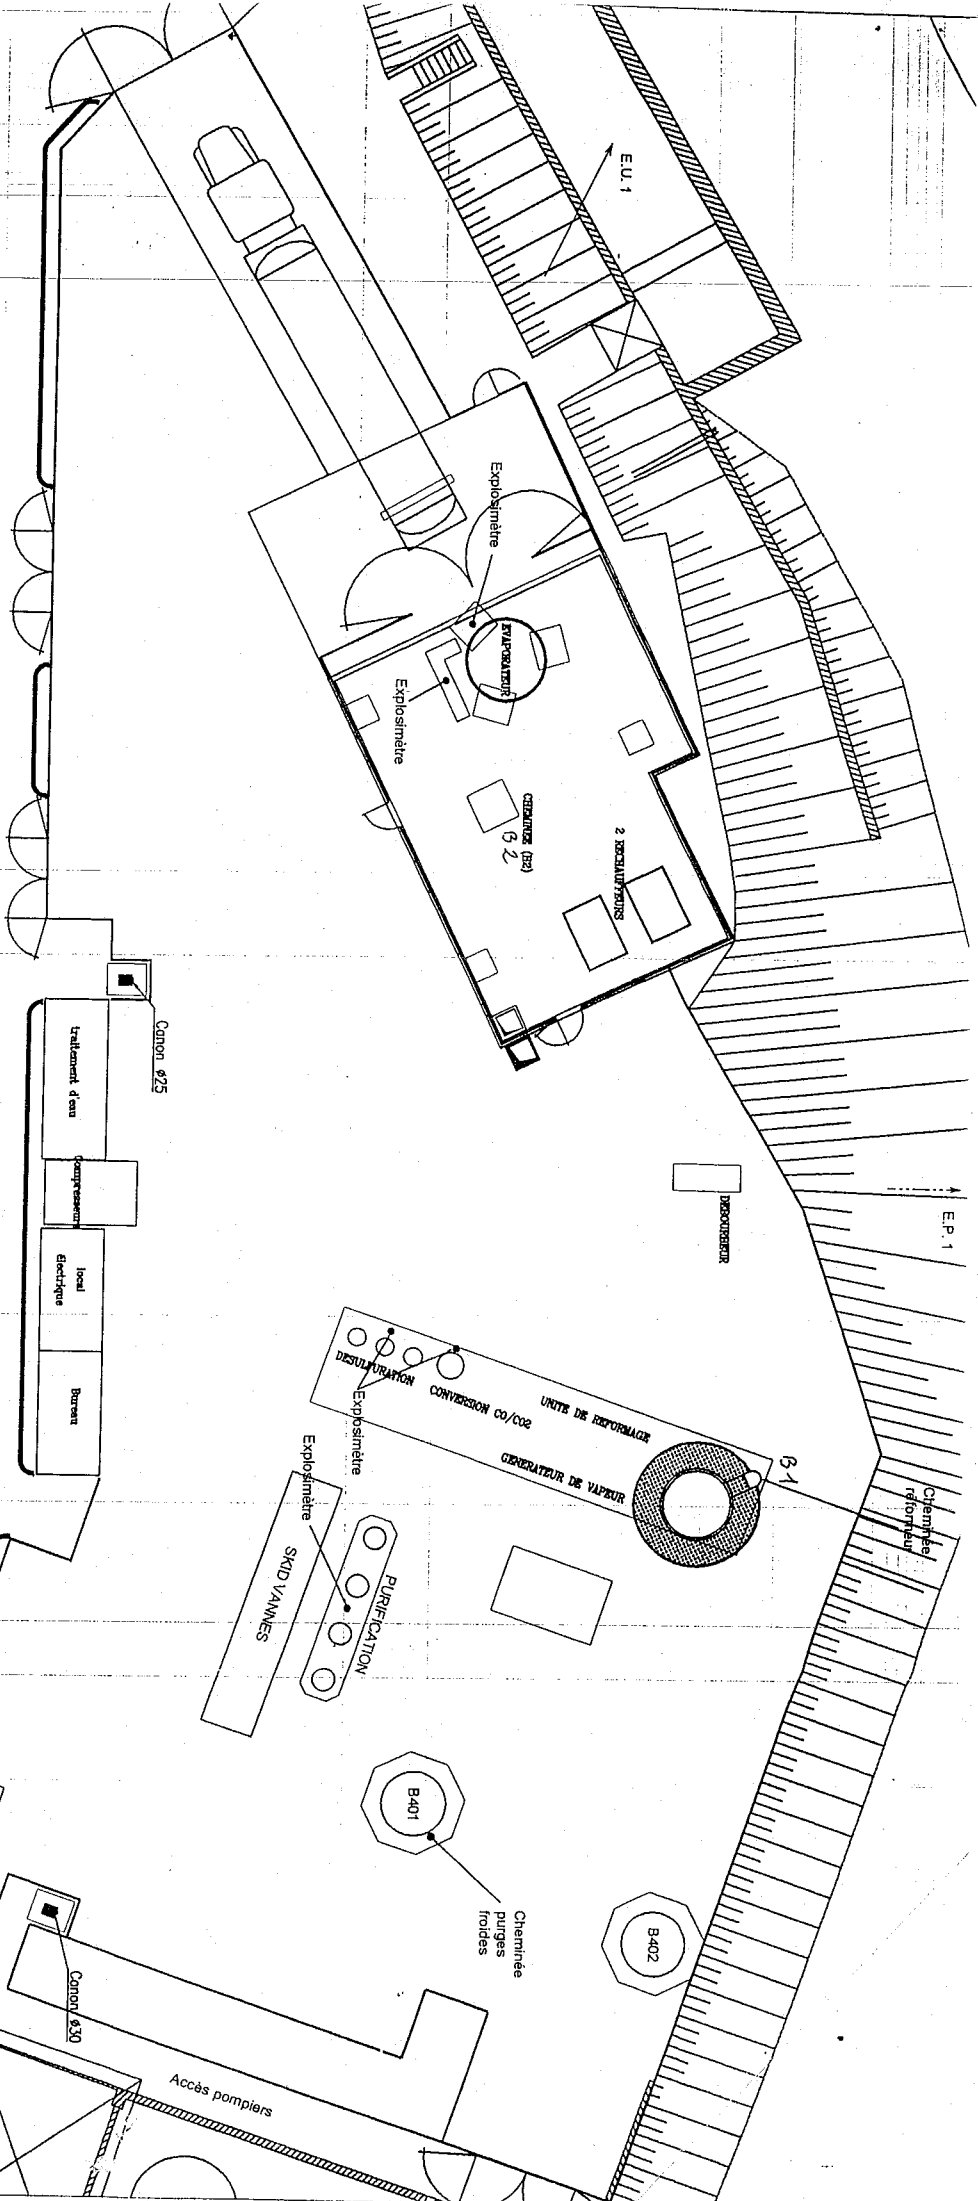 E.U. 1
Explosimètre
EVAPORATEUR
Explosimètre
CHEMINEE (B2)
B2
2 RECHAUFFEURS
Canon ø25
traitement d'eau
Compresseurs
local
électrique
Bureau
DEBOURBEUR
E.P. 1
DESULFURATION
CONVERSION CO/CO2
UNITE DE REFORMAGE
GENERATEUR DE VAPEUR
B1
Cheminée
réformeur
Explosimètre
Explosimètre
PURIFICATION
SKID VANNES
B401
Cheminée
purges
froides
B402
Canon ø30
Accès pompiers